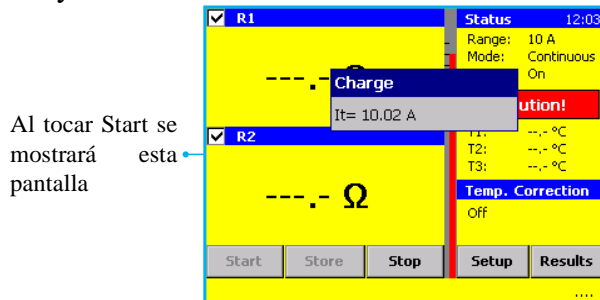 Al tocar Start se
mostrará esta
pantalla
R1
---.-
Charge
It= 10.02 A
R2
---.- Ω
Start Store Stop
Status 12:03
Range: 10 A
Mode: Continuous
On
ution!
T1: --.- °C
T2: --.- °C
T3: --.- °C
Temp. Correction
Off
Setup Results
....